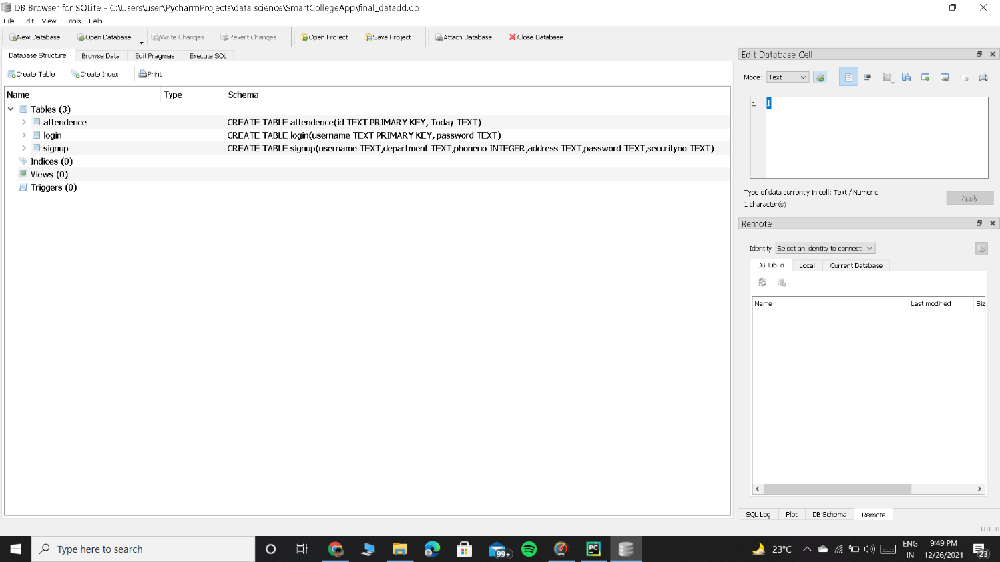 DB Browser for SQLite - C:\Users\user\PycharmProjects\data science\SmartCollegeApp\final_datadd.db
File Edit View Tools Help
New Database Open Database Write Changes Revert Changes Open Project Save Project Attach Database Close Database
Database Structure Browse Data Edit Pragmas Execute SQL
Create Table Create Index Print
Name Type Schema
Tables (3)
attendence CREATE TABLE attendence(id TEXT PRIMARY KEY, Today TEXT)
login CREATE TABLE login(username TEXT PRIMARY KEY, password TEXT)
signup CREATE TABLE signup(username TEXT,department TEXT,phoneno INTEGER,address TEXT,password TEXT,securityno TEXT)
Indices (0)
Views (0)
Triggers (0)
Edit Database Cell
Mode: Text
1 1
Type of data currently in cell: Text / Numeric
1 character(s)
Apply
Remote
Identity Select an identity to connect
DBHub.io Local Current Database
Name Last modified Siz
SQL Log Plot DB Schema Remote
UTF-8
Type here to search
99+
PC
23°C
ENG
IN
9:49 PM
12/26/2021
23